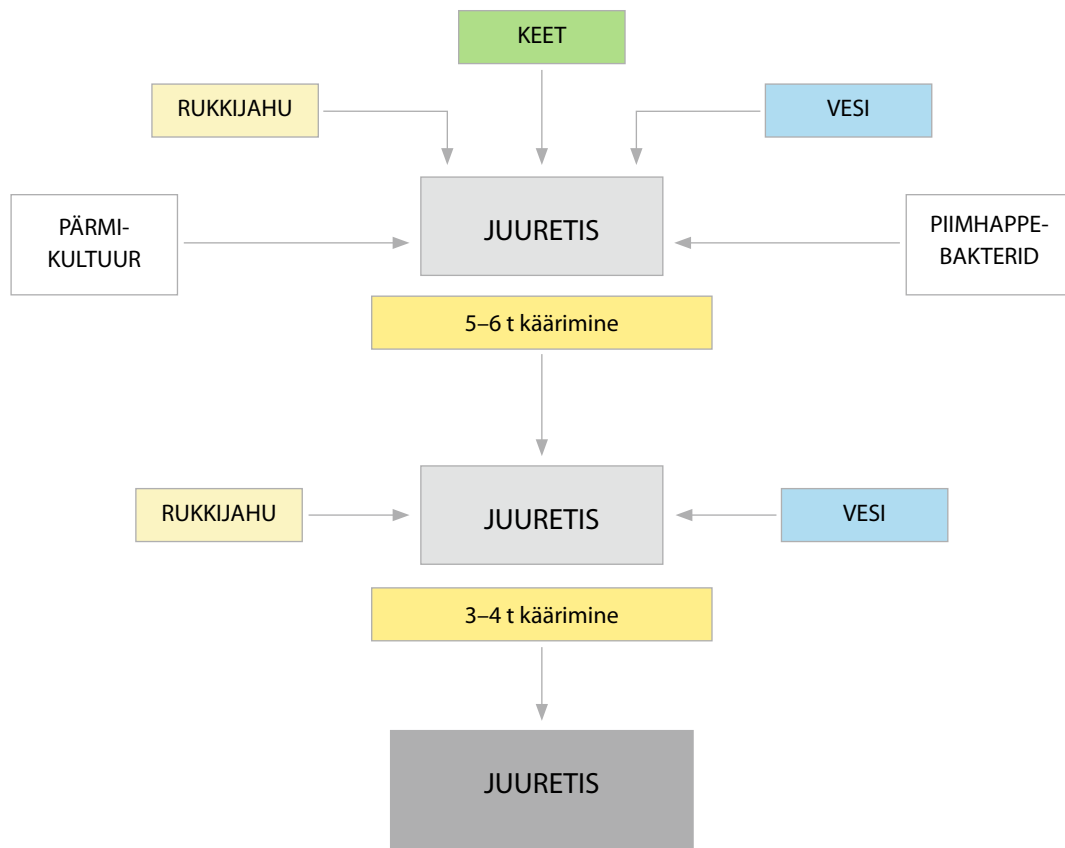 KEET
RUKKIJAHU
VESI
PÄRMI-
KULTUUR
JUURETIS
PIIMHAPPE-
BAKTERID
5–6 t käärimine
RUKKIJAHU
JUURETIS
VESI
3–4 t käärimine
JUURETIS